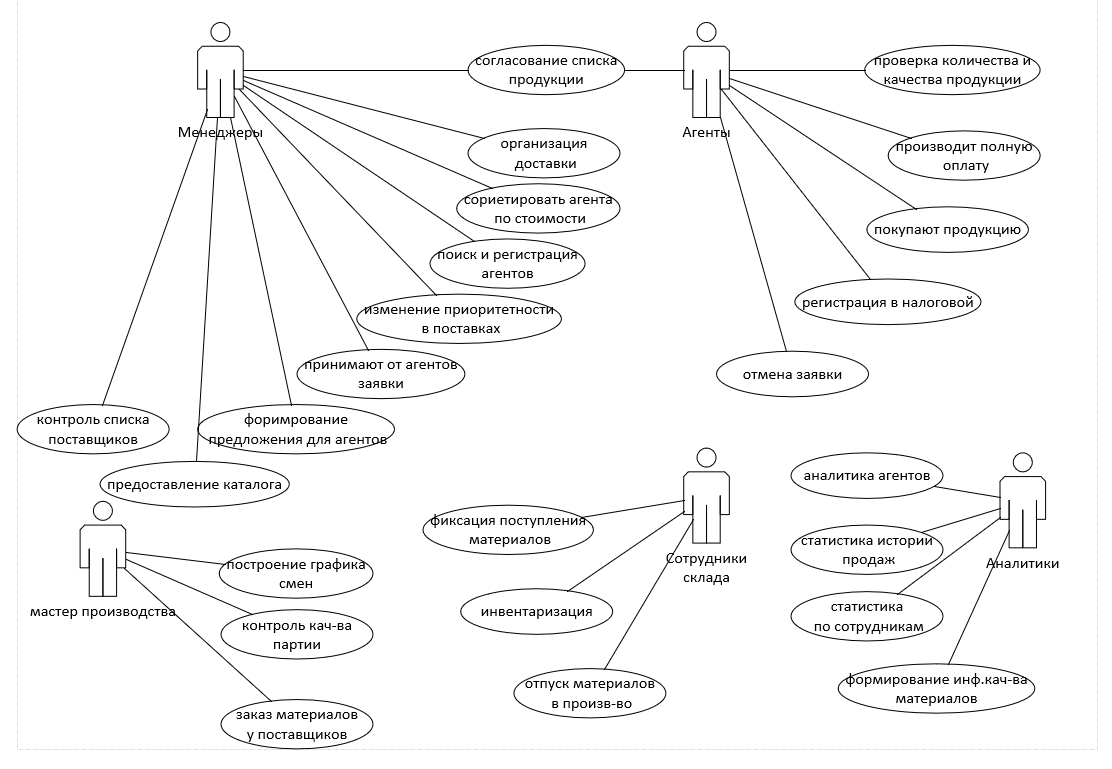 согласование списка
продукции
проверка количества и
качества продукции
Менеджеры
Агенты
организация
доставки
производит полную
оплату
сориетировать агента
по стоимости
покупают продукцию
поиск и регистрация
агентов
регистрация в налоговой
изменение приоритетности
в поставках
принимают от агентов
заявки
отмена заявки
контроль списка
поставщиков
форимрование
предложения для агентов
предоставление каталога
аналитика агентов
фиксация поступления
материалов
статистика истории
продаж
Сотрудники
склада
Аналитики
построение графика
смен
мастер производства
инвентаризация
статистика
по сотрудникам
контроль кач-ва
партии
отпуск материалов
в произв-во
формирование инф.кач-ва
материалов
заказ материалов
у поставщиков